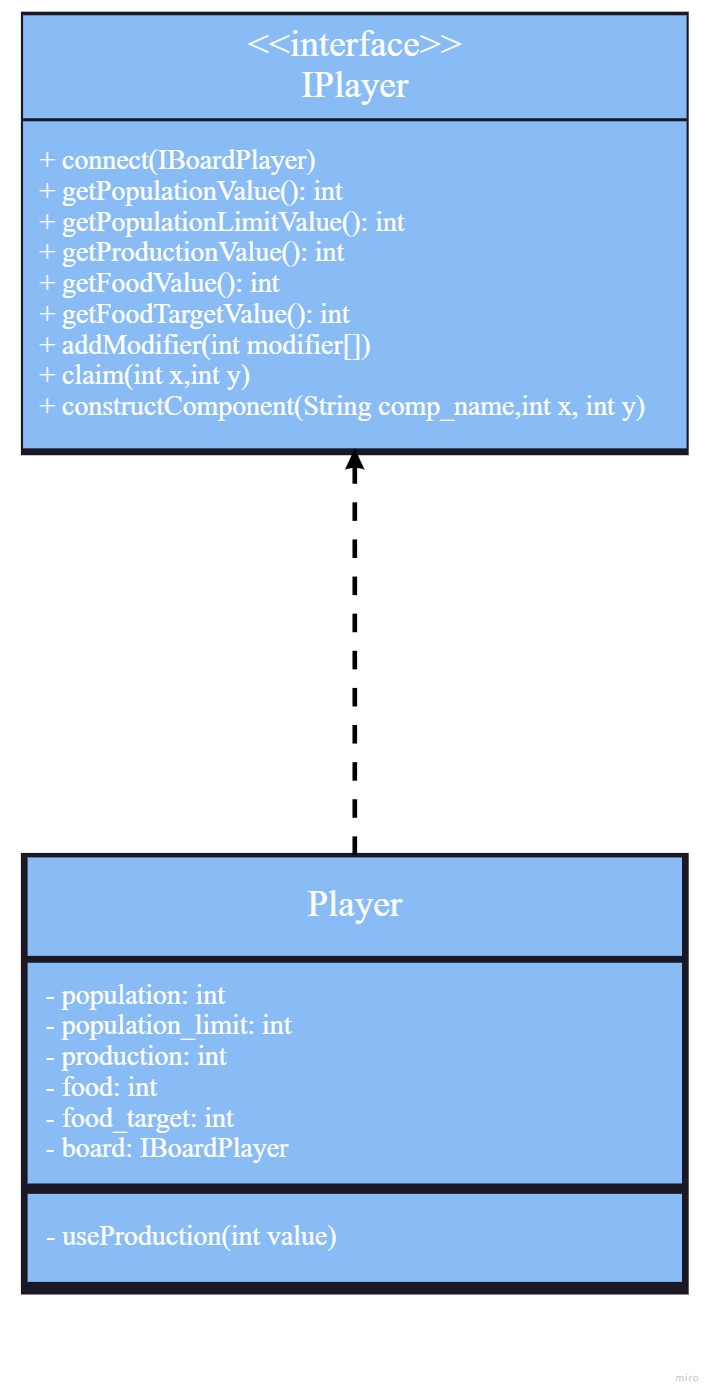 <<interface>>
IPlayer
+ connect(IBoardPlayer)
+ getPopulationValue(): int
+ getPopulationLimitValue(): int
+ getProductionValue(): int
+ getFoodValue(): int
+ getFoodTargetValue(): int
+ addModifier(int modifier[])
+ claim(int x,int y)
+ constructComponent(String comp_name,int x, int y)
Player
- population: int
- population_limit: int
- production: int
- food: int
- food_target: int
- board: IBoardPlayer
- useProduction(int value)
miro